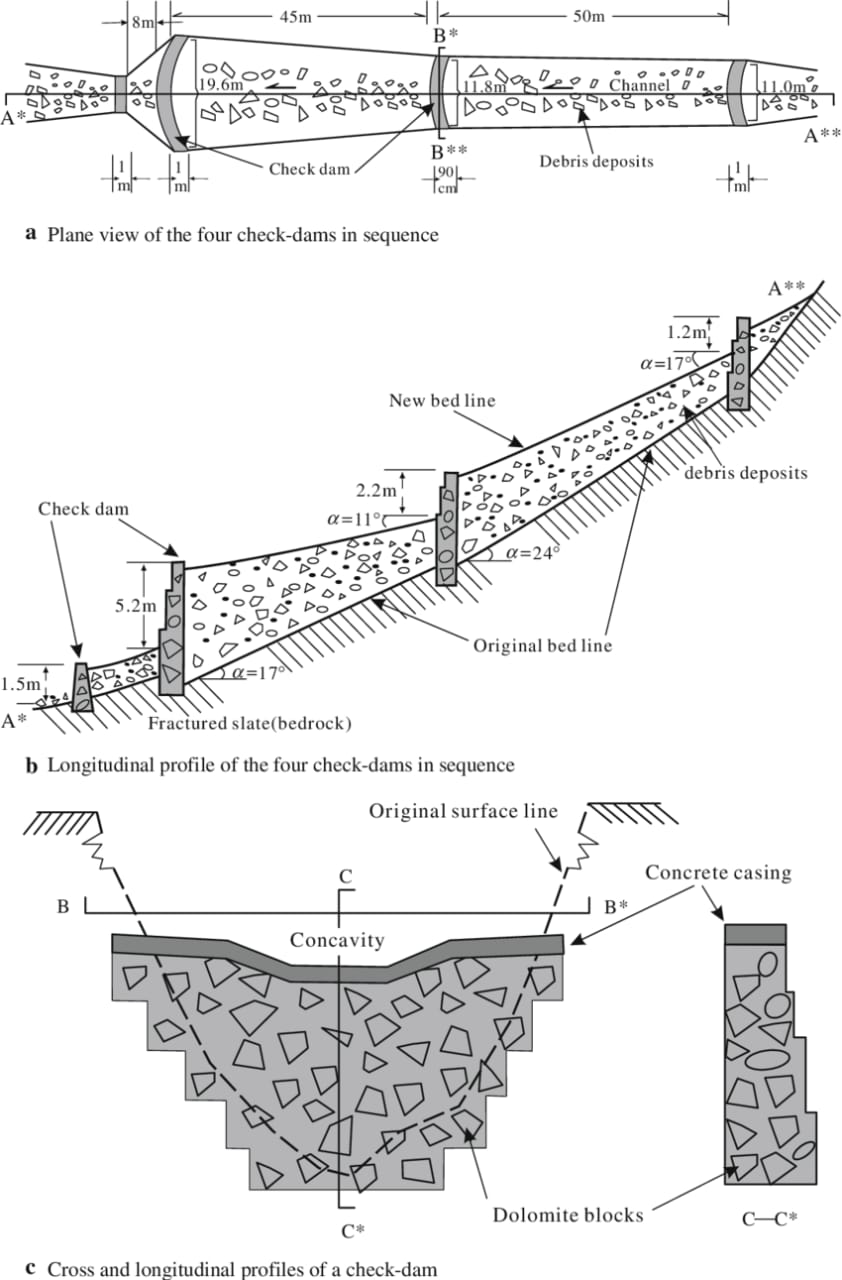 8m
45m
50m
B*
19.6m
11.8m
Channel
11.0m
A*
A**
B**
Check dam
Debris deposits
1
m
1
m
90
cm
1
m
a Plane view of the four check-dams in sequence
A**
1.2m
α=17°
New bed line
debris deposits
2.2m
α=11°
Check dam
α=24°
5.2m
Original bed line
α=17°
1.5m
A*
Fractured slate(bedrock)
b Longitudinal profile of the four check-dams in sequence
Original surface line
C
Concrete casing
B
B*
Concavity
Dolomite blocks
C—C*
C*
c Cross and longitudinal profiles of a check-dam